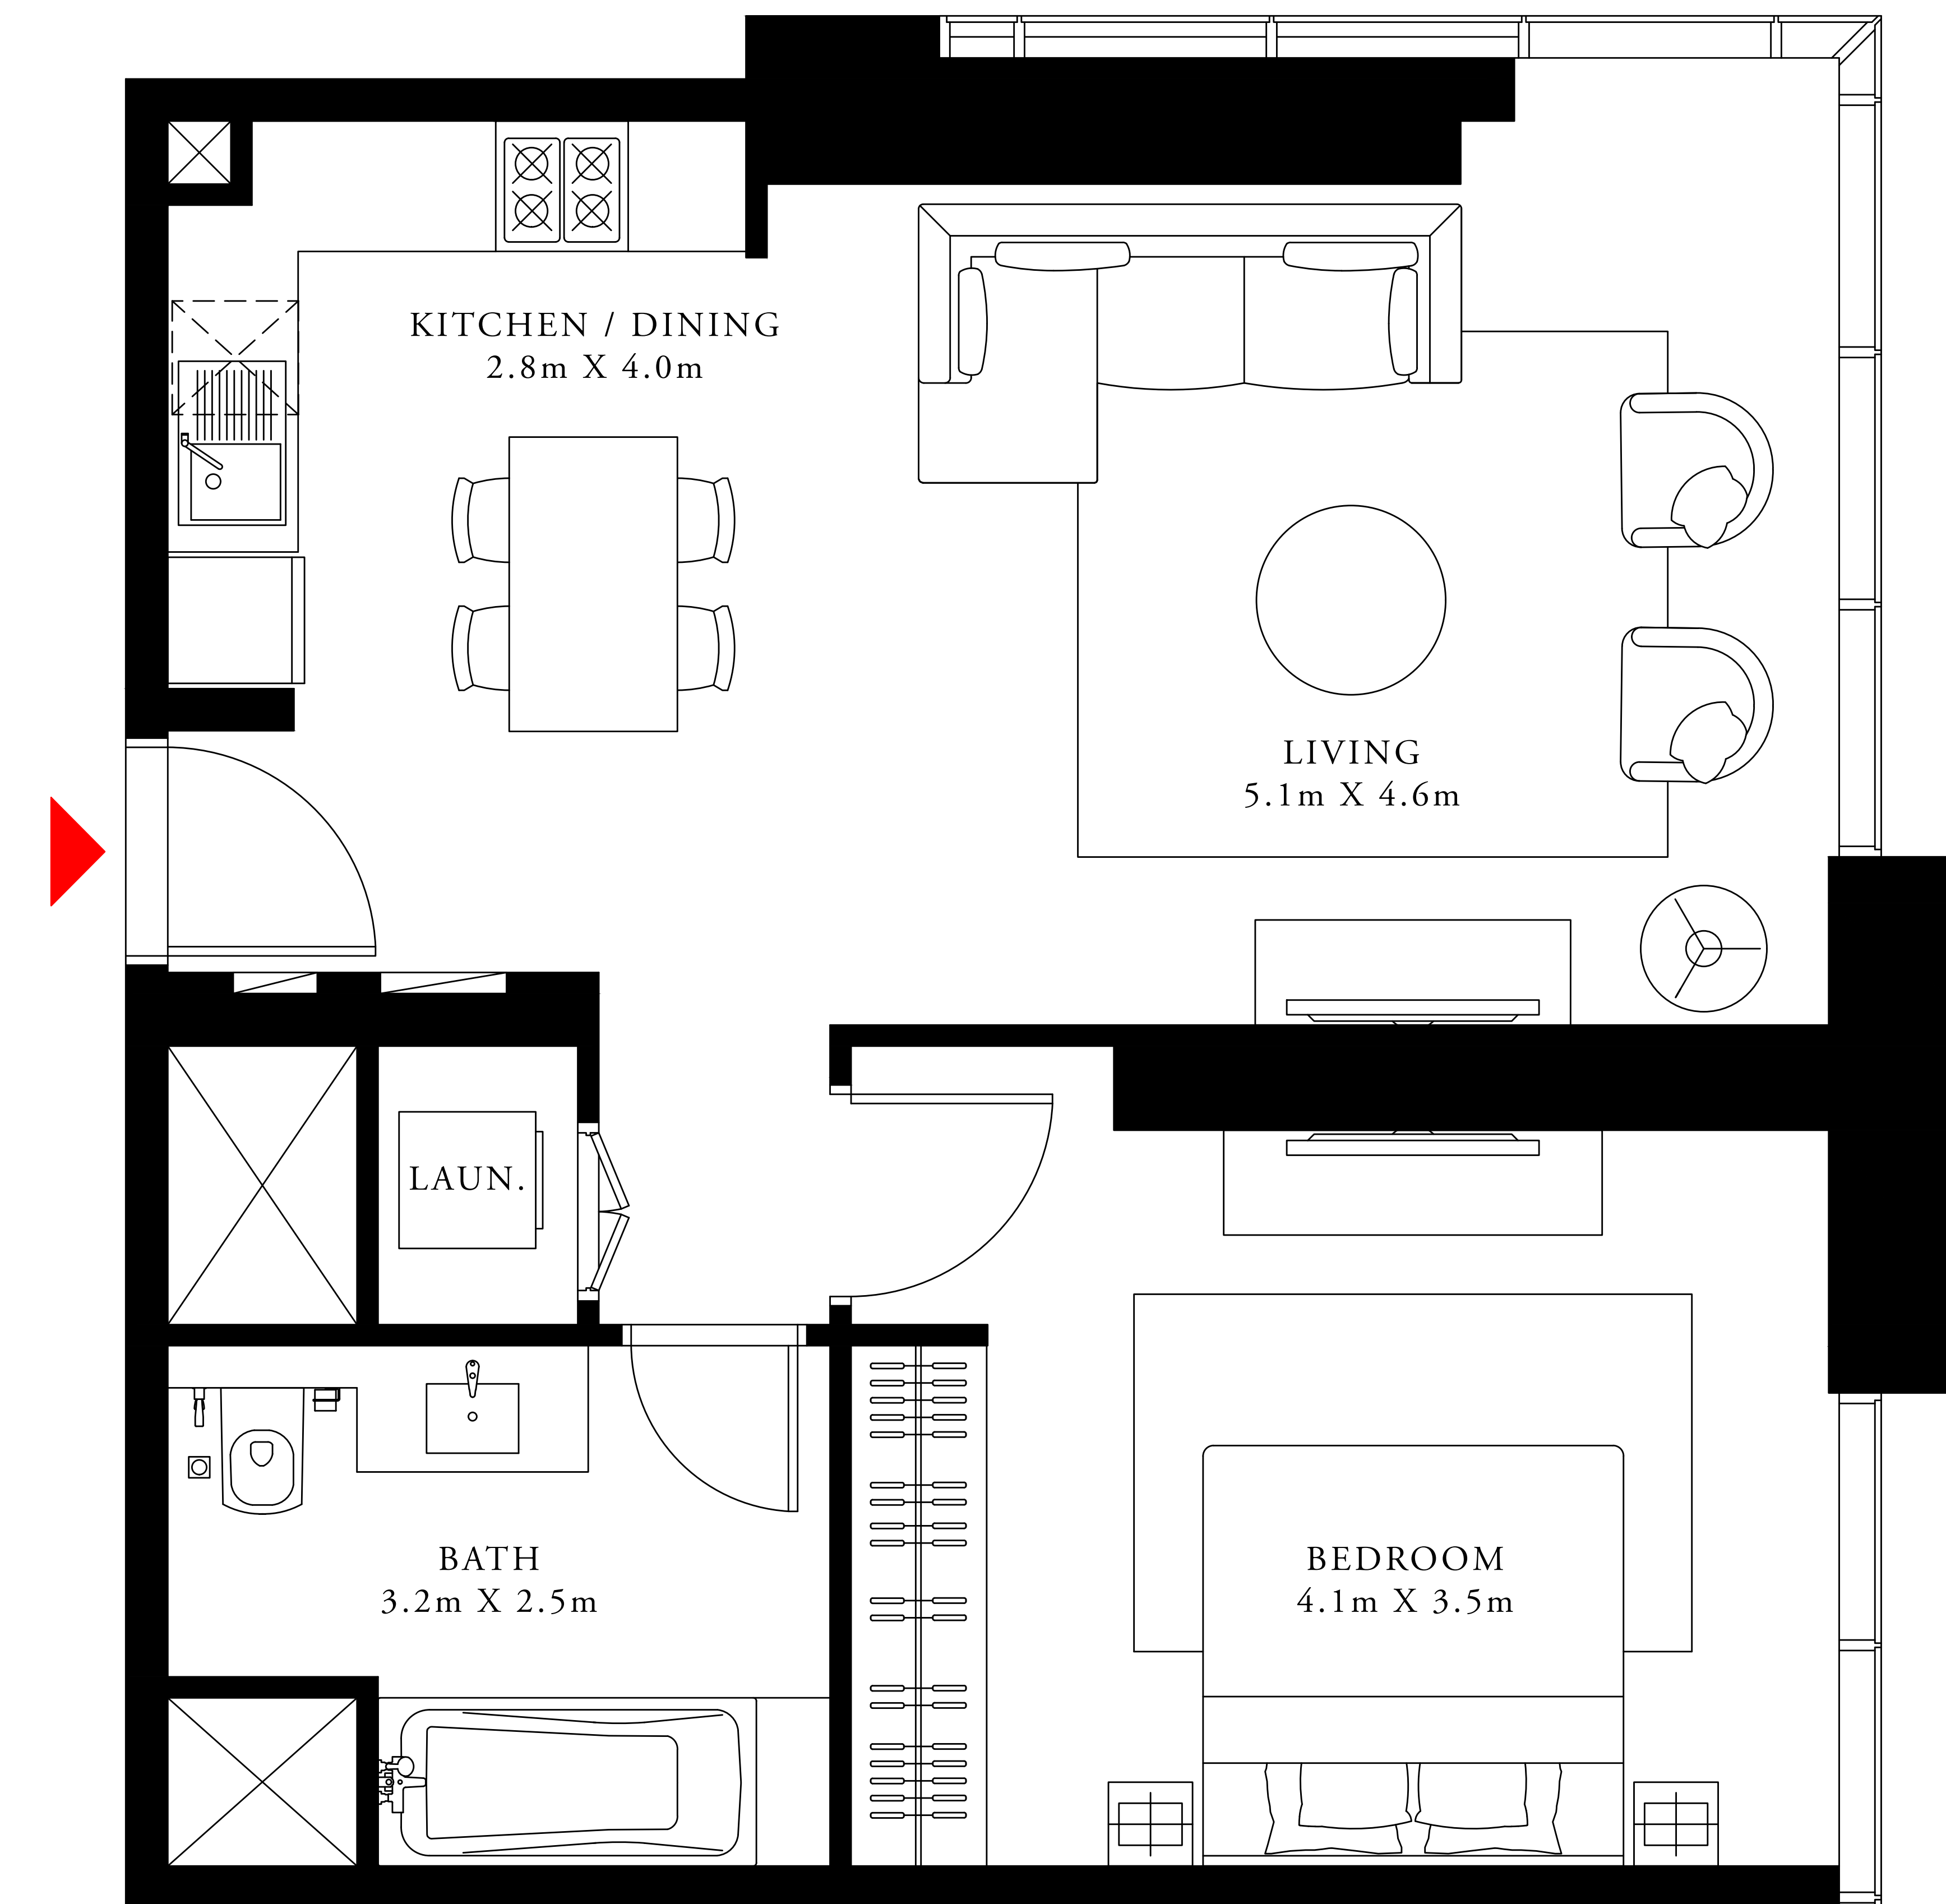 KITCHEN / DINING
2.8m X 4.0m
LIVING
5.1m X 4.6m
LAUN.
BATH
3.2m X 2.5m
BEDROOM
4.1m X 3.5m